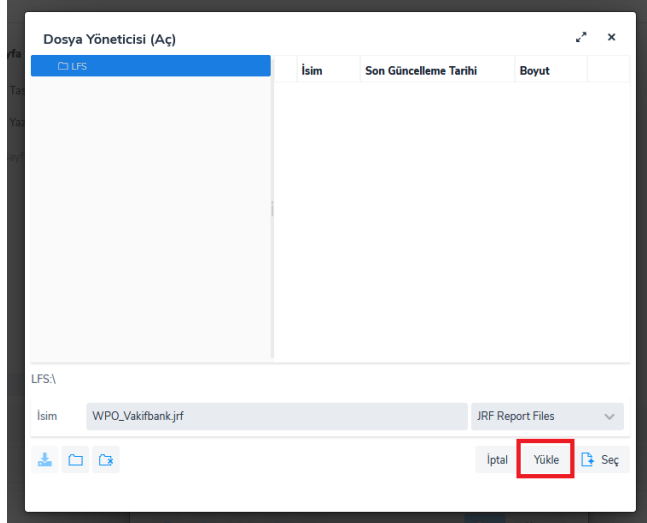 Dosya Yöneticisi (Aç)
LFS
İsim Son Güncelleme Tarihi Boyut
LFS:\
İsim WPO_Vakifbank.jrf JRF Report Files
İptal Yükle Seç